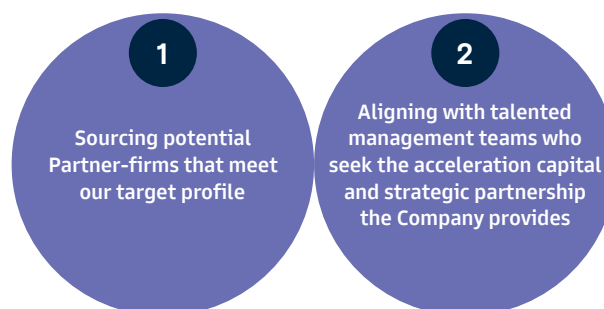 1
Sourcing potential
Partner-firms that meet
our target profile
2
Aligning with talented
management teams who
seek the acceleration capital
and strategic partnership
the Company provides